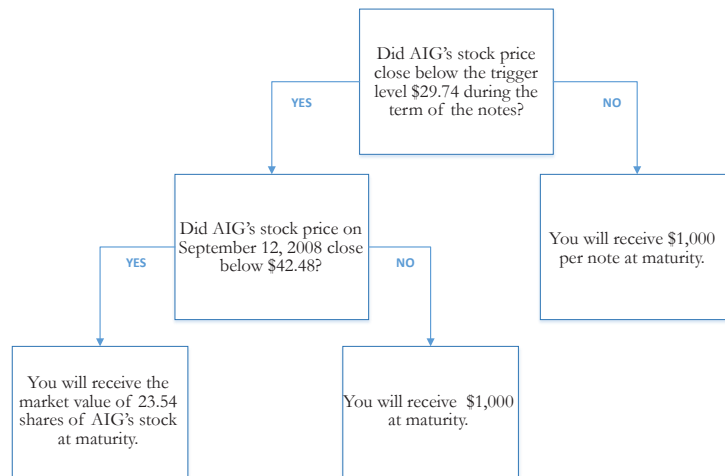 Did AIG's stock price
close below the trigger
level $29.74 during the
term of the notes?
YES
NO
Did AIG's stock price on
September 12, 2008 close
below $42.48?
You will receive $1,000
per note at maturity.
YES
NO
You will receive the
market value of 23.54
shares of AIG's stock
at maturity.
You will receive $1,000
at maturity.